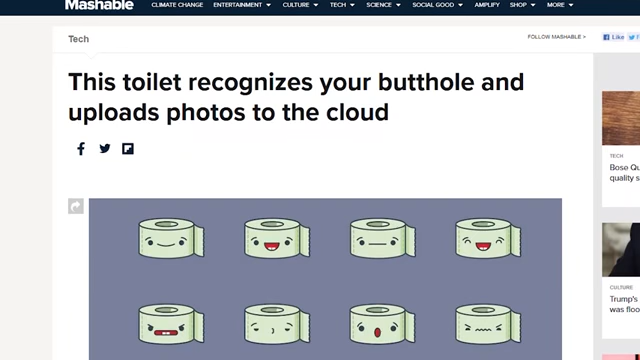 Mashable
CLIMATE CHANGE
ENTERTAINMENT
CULTURE
TECH
SCIENCE
SOCIAL GOOD
AMPLIFY
SHOP
MORE
Tech
FOLLOW MASHABLE >
Like
This toilet recognizes your butthole and
uploads photos to the cloud
TECH
Bose Qu
quality s
CULTURE
Trump's
was floo